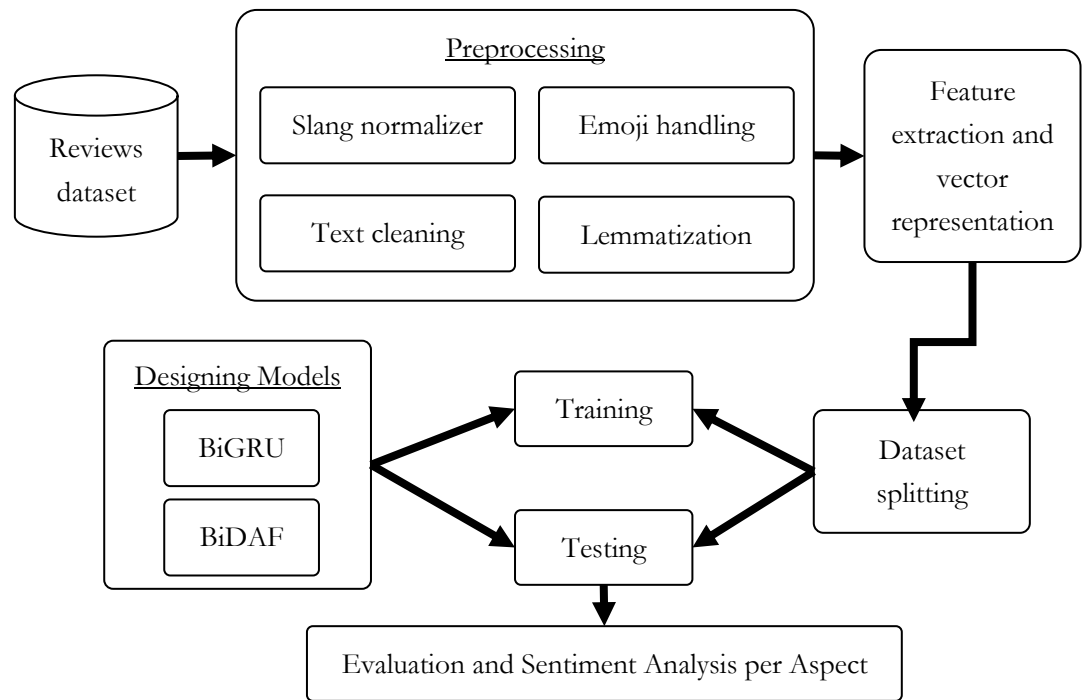 Reviews
dataset
Preprocessing
Slang normalizer
Emoji handling
Text cleaning
Lemmatization
Feature
extraction and
vector
representation
Designing Models
BiGRU
BiDAF
Training
Testing
Dataset
splitting
Evaluation and Sentiment Analysis per Aspect